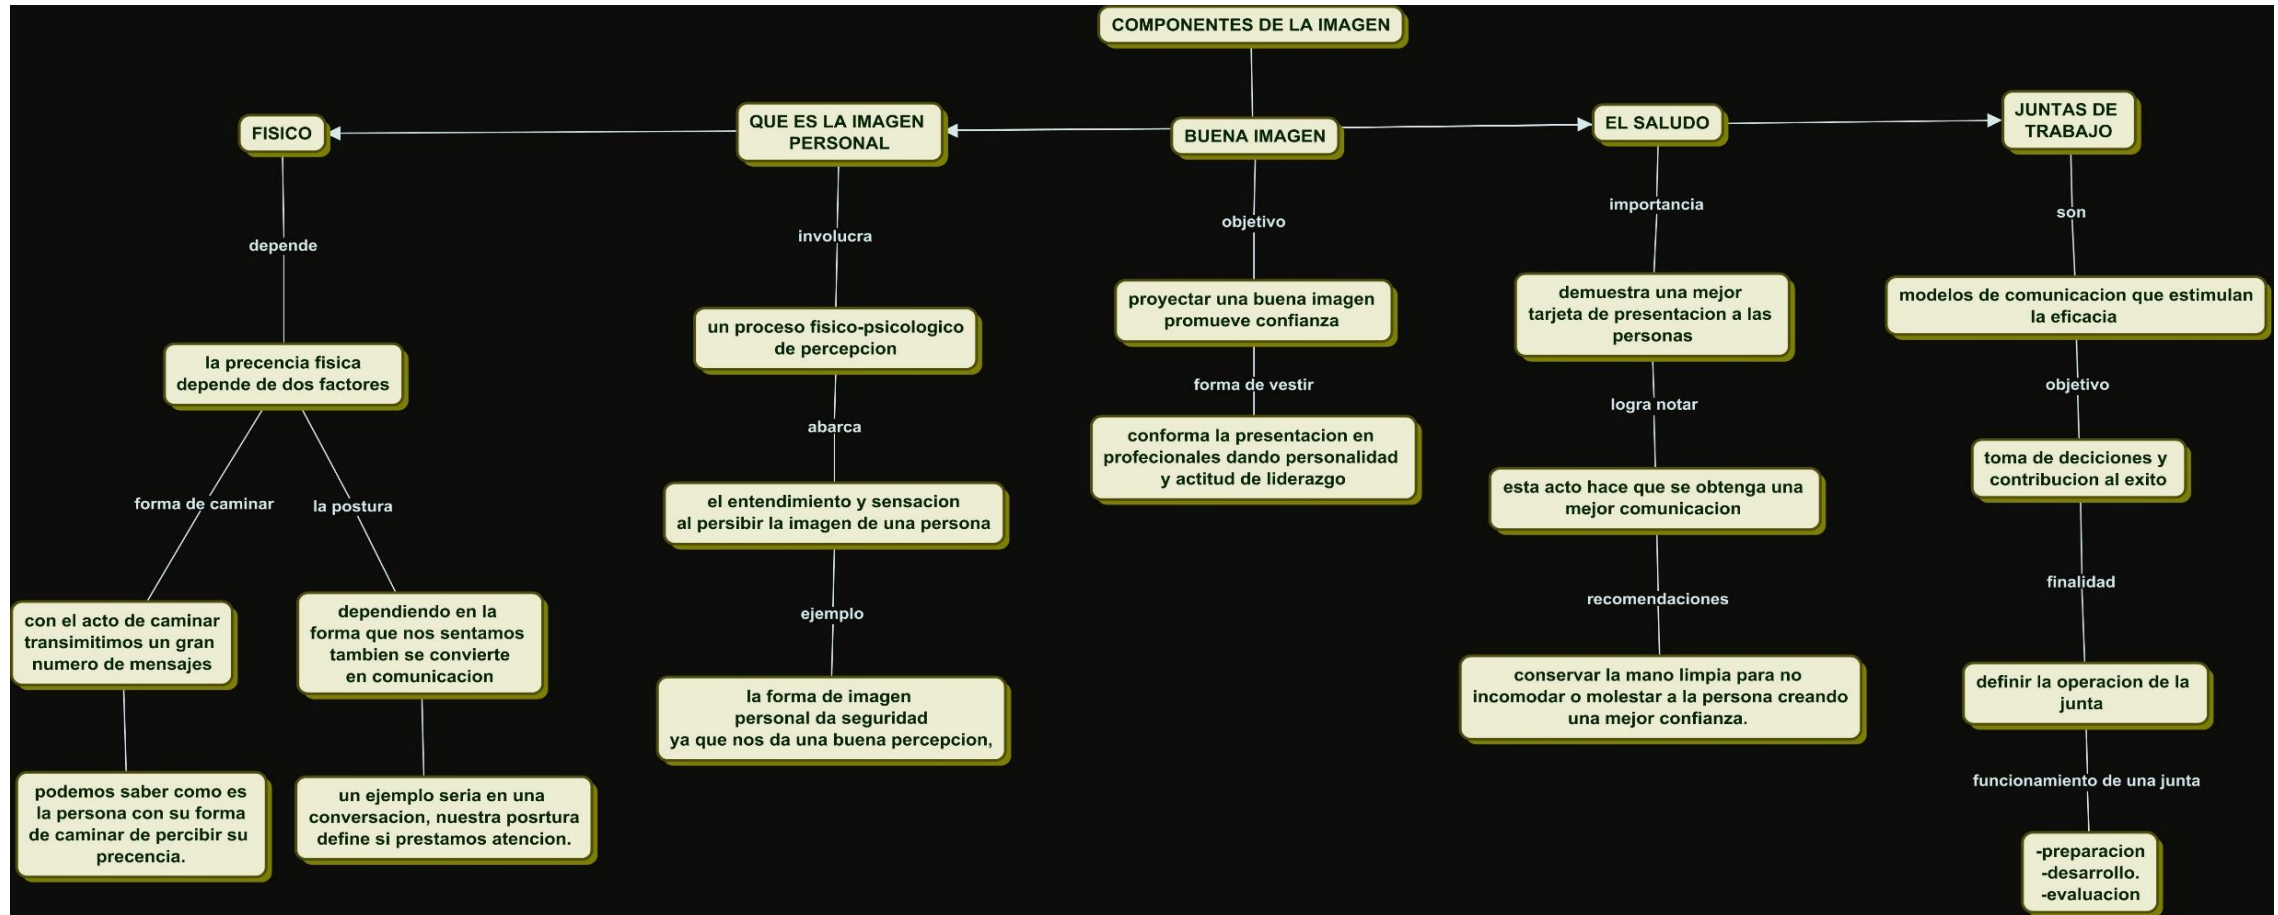 COMPONENTES DE LA IMAGEN
FISICO
depende
la precencia fisica
depende de dos factores
forma de caminar
con el acto de caminar
transimitimos un gran
numero de mensajes
podemos saber como es
la persona con su forma
de caminar de percibir su
precencia.
la postura
dependiendo en la
forma que nos sentamos
tambien se convierte
en comunicacion
un ejemplo seria en una
conversacion, nuestra posrtura
define si prestamos atencion.
QUE ES LA IMAGEN
PERSONAL
involucra
un proceso fisico-psicologico
de percepcion
abarca
el entendimiento y sensacion
al persibir la imagen de una persona
ejemplo
la forma de imagen
personal da seguridad
ya que nos da una buena percepcion,
BUENA IMAGEN
objetivo
proyectar una buena imagen
promueve confianza
forma de vestir
conforma la presentacion en
profecionales dando personalidad
y actitud de liderazgo
EL SALUDO
importancia
demuestra una mejor
tarjeta de presentacion a las
personas
logra notar
esta acto hace que se obtenga una
mejor comunicacion
recomendaciones
conservar la mano limpia para no
incomodar o molestar a la persona creando
una mejor confianza.
JUNTAS DE
TRABAJO
son
modelos de comunicacion que estimulan
la eficacia
objetivo
toma de deciciones y
contribucion al exito
finalidad
definir la operacion de la
junta
funcionamiento de una junta
-preparacion
-desarrollo.
-evaluacion